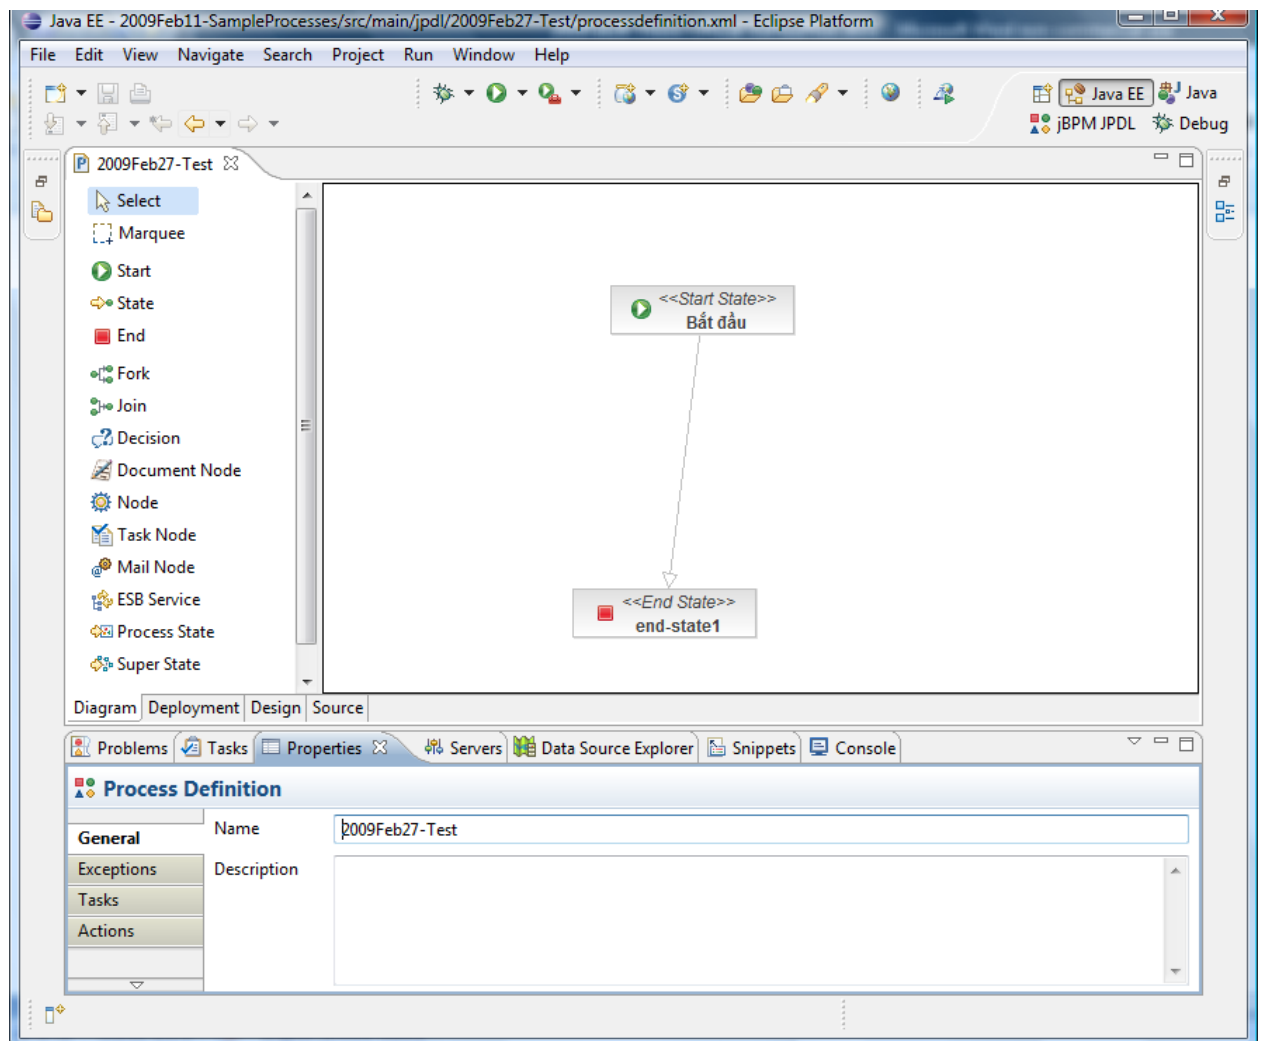 Java EE - 2009Feb11-SampleProcesses/src/main/jpdl/2009Feb27-Test/processdefinition.xml - Eclipse Platform
File Edit View Navigate Search Project Run Window Help
Java EE Java
jBPM JPDL Debug
2009Feb27-Test
Select
Marquee
Start
State
End
Fork
Join
Decision
Document Node
Node
Task Node
Mail Node
ESB Service
Process State
Super State
<<Start State>>
Bắt đầu
<<End State>>
end-state1
Diagram Deployment Design Source
Problems Tasks Properties Servers Data Source Explorer Snippets Console
Process Definition
General
Exceptions
Tasks
Actions
Name 2009Feb27-Test
Description